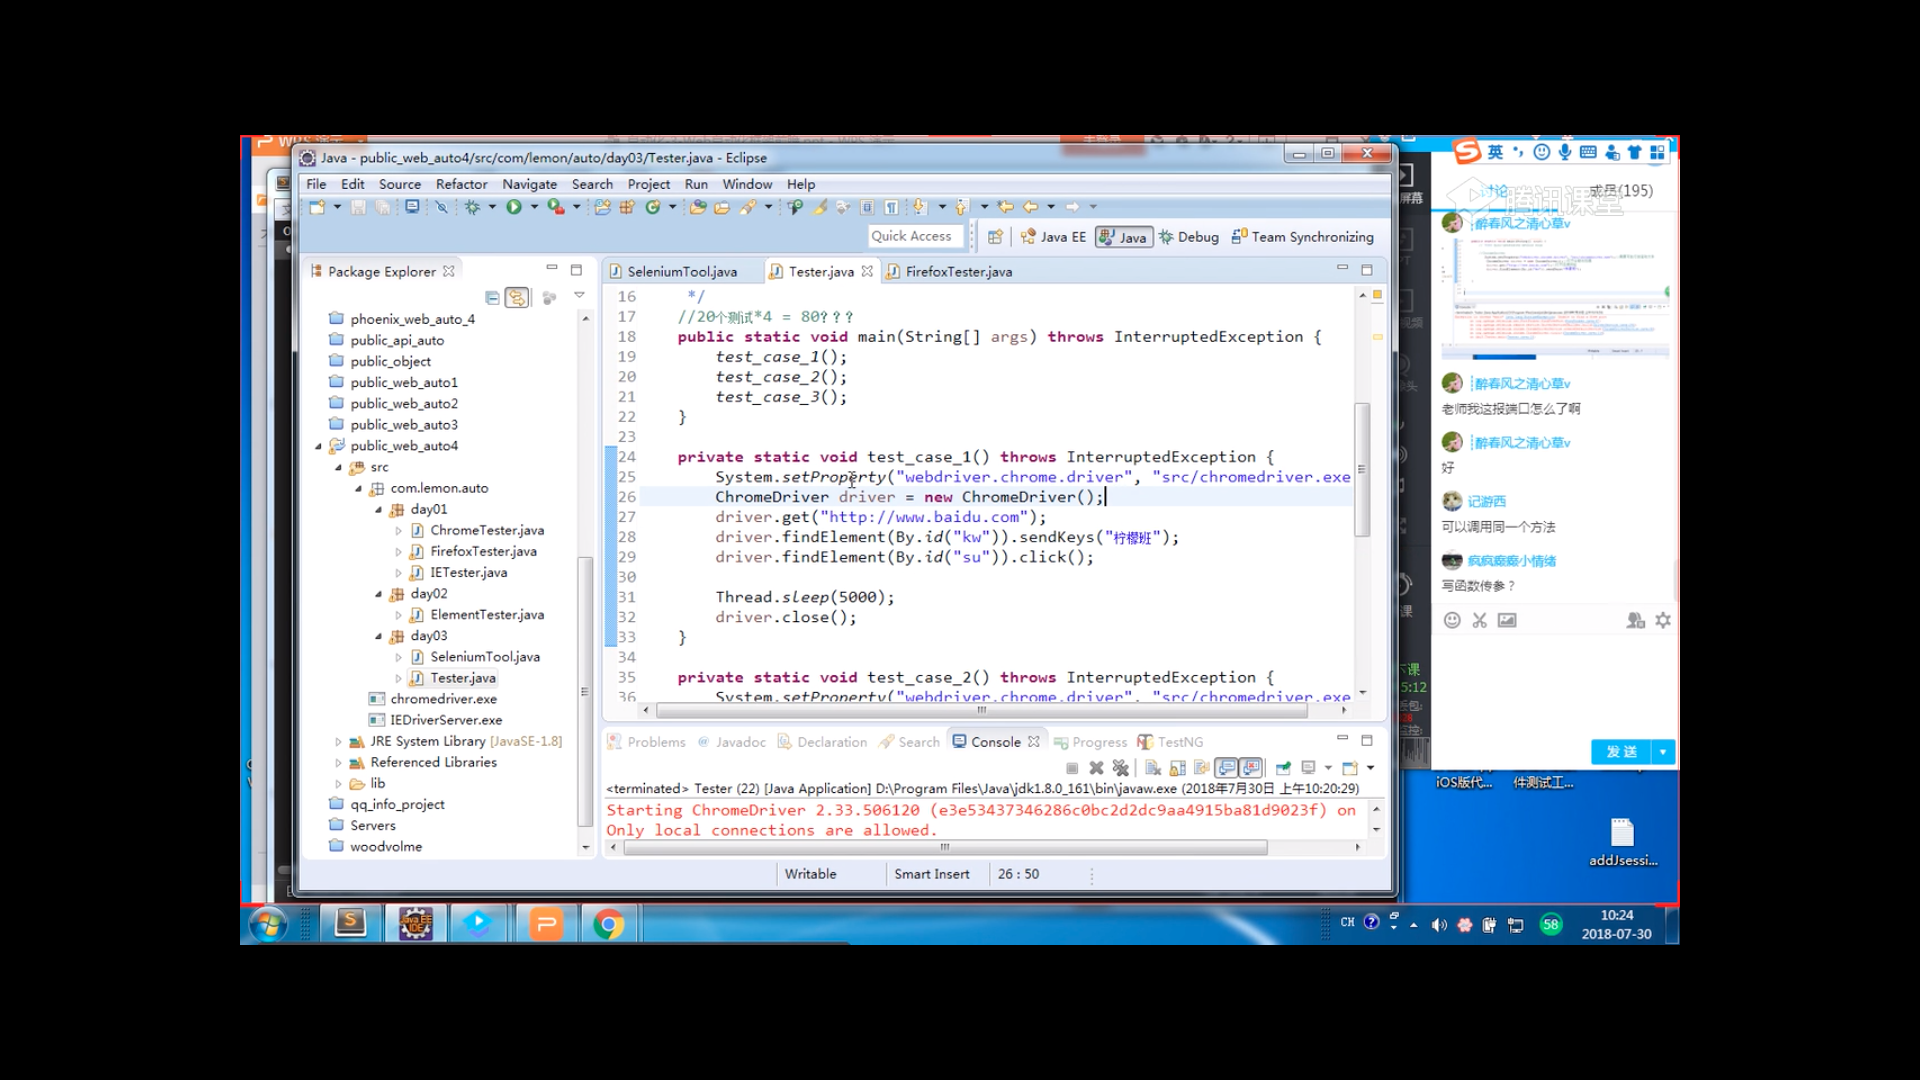 Java - public_web_auto4/src/com/lemon/auto/day03/Tester.java - Eclipse
File Edit Source Refactor Navigate Search Project Run Window Help
Quick Access
Java EE
Java
Debug
Team Synchronizing
Package Explorer
phoenix_web_auto_4
public_api_auto
public_object
public_web_auto1
public_web_auto2
public_web_auto3
public_web_auto4
src
com.lemon.auto
day01
ChromeTester.java
FirefoxTester.java
IETester.java
day02
ElementTester.java
day03
SeleniumTool.java
Tester.java
chromedriver.exe
IEDriverServer.exe
JRE System Library [JavaSE-1.8]
Referenced Libraries
lib
qq_info_project
Servers
woodvolme
SeleniumTool.java
Tester.java
FirefoxTester.java
16 */
17 //20个测试*4 = 80???
18 public static void main(String[] args) throws InterruptedException {
19 test_case_1();
20 test_case_2();
21 test_case_3();
22 }
23
24 private static void test_case_1() throws InterruptedException {
25 System.setProperty("webdriver.chrome.driver", "src/chromedriver.exe
26 ChromeDriver driver = new ChromeDriver();
27 driver.get("http://www.baidu.com");
28 driver.findElement(By.id("kw")).sendKeys("柠檬班");
29 driver.findElement(By.id("su")).click();
30
31 Thread.sleep(5000);
32 driver.close();
33 }
34
35 private static void test_case_2() throws InterruptedException {
36 System.setProperty("webdriver.chrome.driver", "src/chromedriver.exe
Problems
Javadoc
Declaration
Search
Console
Progress
TestNG
<terminated> Tester (22) [Java Application] D:\Program Files\Java\jdk1.8.0_161\bin\javaw.exe (2018年7月30日 上午10:20:29)
Starting ChromeDriver 2.33.506120 (e3e53437346286c0bc2d2dc9aa4915ba81d9023f) on
Only local connections are allowed.
Writable
Smart Insert
26 : 50
英
讨论
成员(195)
腾讯课堂
醉春风之清心草v
醉春风之清心草v
老师我这报端口怎么了啊
醉春风之清心草v
好
记游西
可以调用同一个方法
疯疯癫癫小情绪
写函数传参？
发 送
iOS版代...
件测试工...
addJsessi...
下课
5:12
CH
58
10:24
2018-07-30